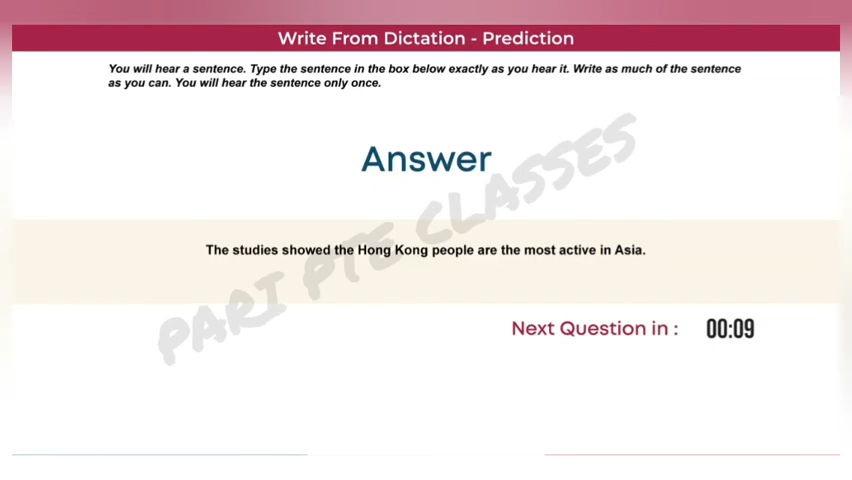 Write From Dictation - Prediction
You will hear a sentence. Type the sentence in the box below exactly as you hear it. Write as much of the sentence
as you can. You will hear the sentence only once.
Answer
PARI PTE CLASSES
The studies showed the Hong Kong people are the most active in Asia.
Next Question in : 00:09